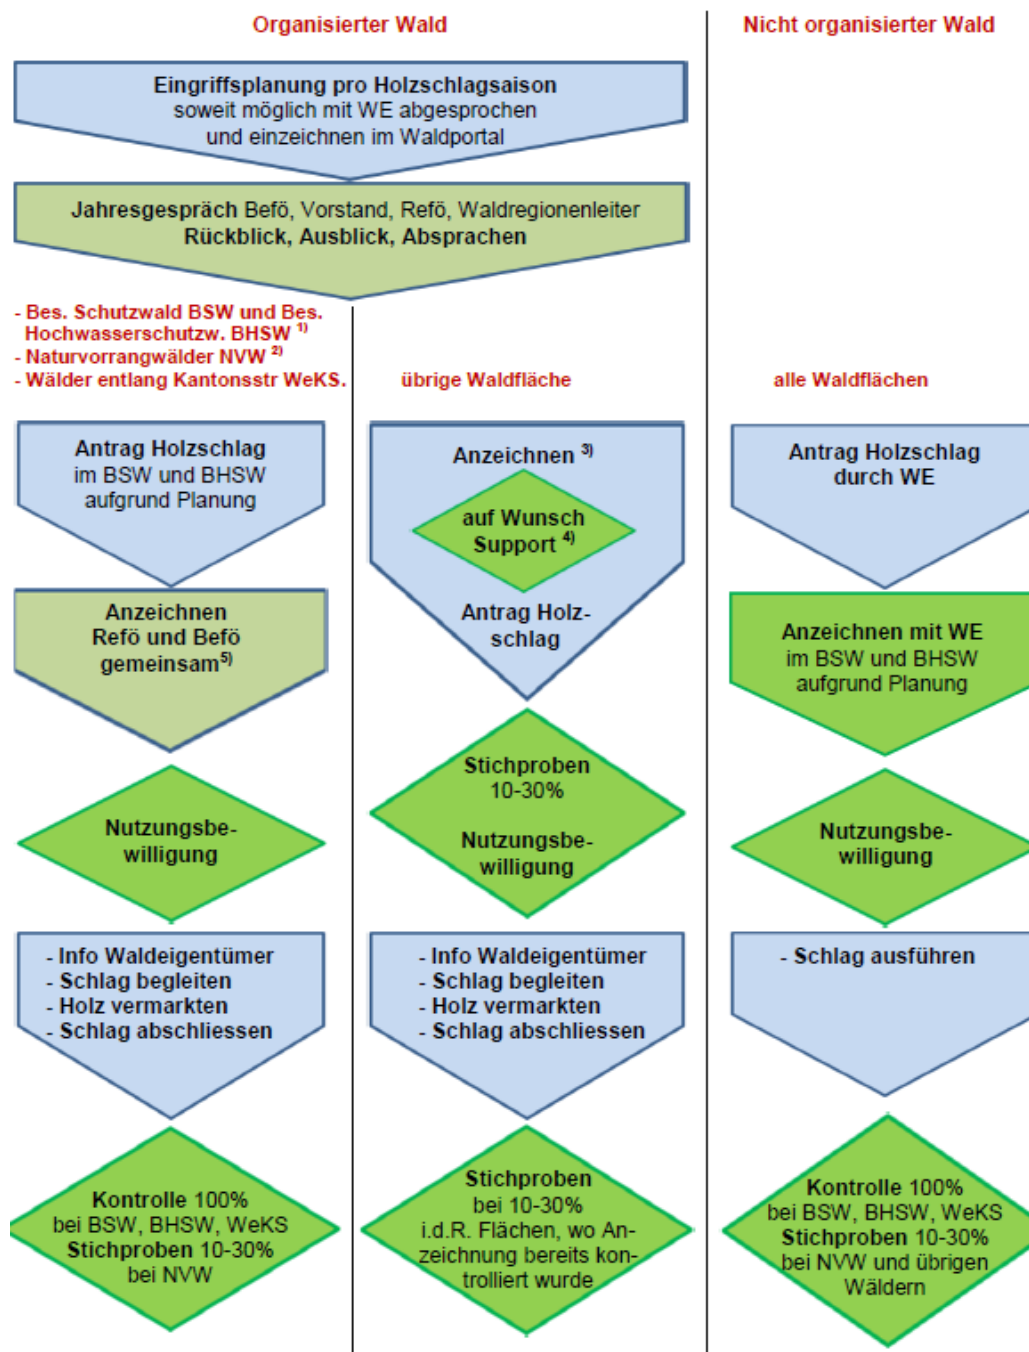 Organisierter Wald
Nicht organisierter Wald
Eingriffsplanung pro Holzschlagsaison
soweit möglich mit WE abgesprochen
und einzeichnen im Waldportal
Jahresgespräch Befö, Vorstand, Refö, Waldregionenleiter
Rückblick, Ausblick, Absprachen
- Bes. Schutzwald BSW und Bes.
Hochwasserschutzw. BHSW 1)
- Naturvorrangwälder NVW 2)
- Wälder entlang Kantonsstr WeKS.
übrige Waldfläche
alle Waldflächen
Antrag Holzschlag
im BSW und BHSW
aufgrund Planung
Anzeichnen
Refö und Befö
gemeinsam5)
Nutzungsbe-
willigung
- Info Waldeigentümer
- Schlag begleiten
- Holz vermarkten
- Schlag abschliessen
Kontrolle 100%
bei BSW, BHSW, WeKS
Stichproben 10-30%
bei NVW
Anzeichnen 3)
auf Wunsch
Support 4)
Antrag Holz-
schlag
Stichproben
10-30%
Nutzungsbe-
willigung
- Info Waldeigentümer
- Schlag begleiten
- Holz vermarkten
- Schlag abschliessen
Stichproben
bei 10-30%
i.d.R. Flächen, wo An-
zeichnung bereits kon-
trolliert wurde
Antrag Holzschlag
durch WE
Anzeichnen mit WE
im BSW und BHSW
aufgrund Planung
Nutzungsbe-
willigung
- Schlag ausführen
Kontrolle 100%
bei BSW, BHSW, WeKS
Stichproben 10-30%
bei NVW und übrigen
Wäldern